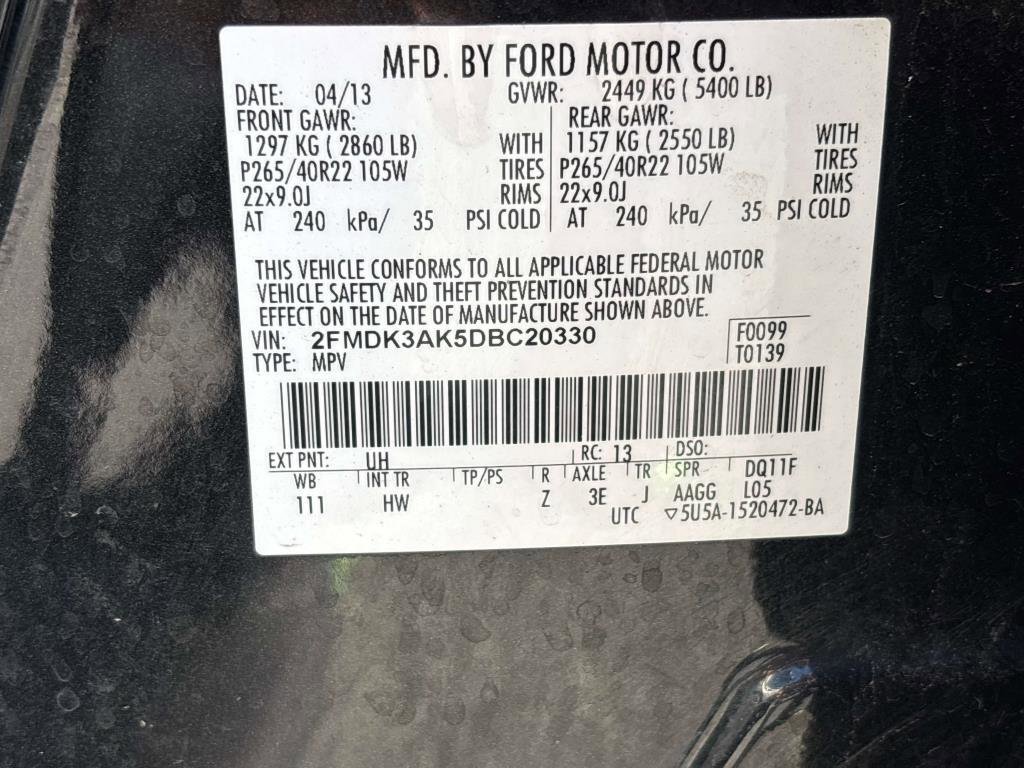 MFD. BY FORD MOTOR CO.
DATE: 04/13 GVWR: 2449 KG ( 5400 LB)
FRONT GAWR: REAR GAWR:
1297 KG ( 2860 LB) WITH 1157 KG ( 2550 LB) WITH
P265/40R22 105W TIRES P265/40R22 105W TIRES
22x9.0J RIMS 22x9.0J RIMS
AT 240 kPa/ 35 PSI COLD AT 240 kPa/ 35 PSI COLD
THIS VEHICLE CONFORMS TO ALL APPLICABLE FEDERAL MOTOR
VEHICLE SAFETY AND THEFT PREVENTION STANDARDS IN
EFFECT ON THE DATE OF MANUFACTURE SHOWN ABOVE.
VIN: 2FMDK3AK5DBC20330 F0099
TYPE: MPV T0139
EXT PNT: UH RC: 13 DSO:
WB INT TR TP/PS R AXLE TR SPR DQ11F
111 HW Z 3E J AAGG L05
UTC ▽5U5A-1520472-BA